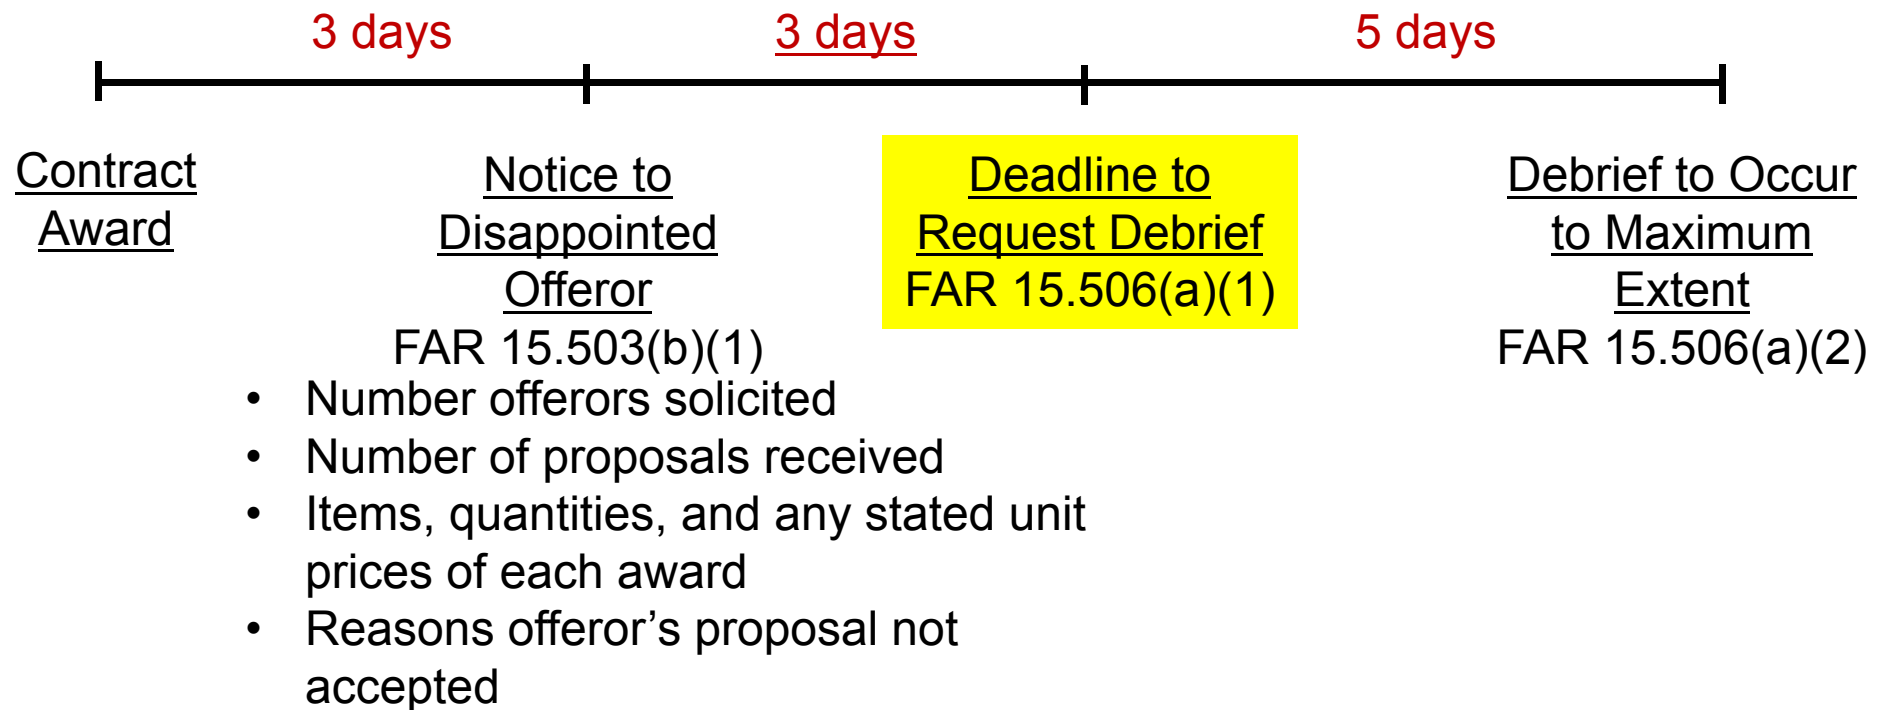 3 days
3 days
5 days
Contract
Award
Notice to
Disappointed
Offeror
FAR 15.503(b)(1)
• Number offerors solicited
• Number of proposals received
• Items, quantities, and any stated unit
prices of each award
• Reasons offeror’s proposal not
accepted
Deadline to
Request Debrief
FAR 15.506(a)(1)
Debrief to Occur
to Maximum
Extent
FAR 15.506(a)(2)